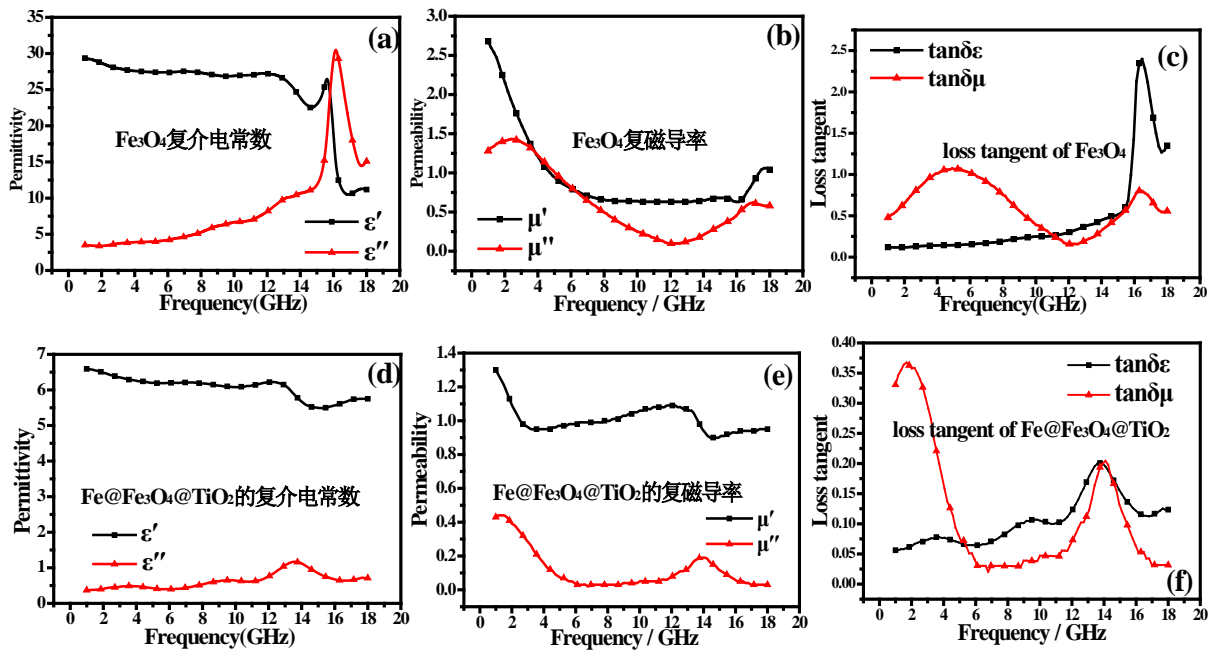 (a)
Permittivity
35
30
25
20
15
10
5
0
Fe₃O₄复介电常数
ε′
ε′′
0 2 4 6 8 10 12 14 16 18 20
Frequency(GHz)
(b)
Permeability
3.0
2.5
2.0
1.5
1.0
0.5
0.0
Fe₃O₄复磁导率
μ'
μ''
0 2 4 6 8 10 12 14 16 18 20
Frequency / GHz
(c)
Loss tangent
2.5
2.0
1.5
1.0
0.5
0.0
tanδε
tanδμ
loss tangent of Fe₃O₄
0 2 4 6 8 10 12 14 16 18 20
Frequency(GHz)
(d)
Permittivity
7
6
5
4
3
2
1
0
Fe@Fe₃O₄@TiO₂的复介电常数
ε′
ε′′
0 2 4 6 8 10 12 14 16 18 20
Frequency(GHz)
(e)
Permeability
1.4
1.2
1.0
0.8
0.6
0.4
0.2
0.0
Fe@Fe₃O₄@TiO₂的复磁导率
μ'
μ''
0 2 4 6 8 10 12 14 16 18 20
Frequency / GHz
(f)
Loss tangent
0.40
0.35
0.30
0.25
0.20
0.15
0.10
0.05
0.00
tanδε
tanδμ
loss tangent of Fe@Fe₃O₄@TiO₂
0 2 4 6 8 10 12 14 16 18 20
Frequency / GHz